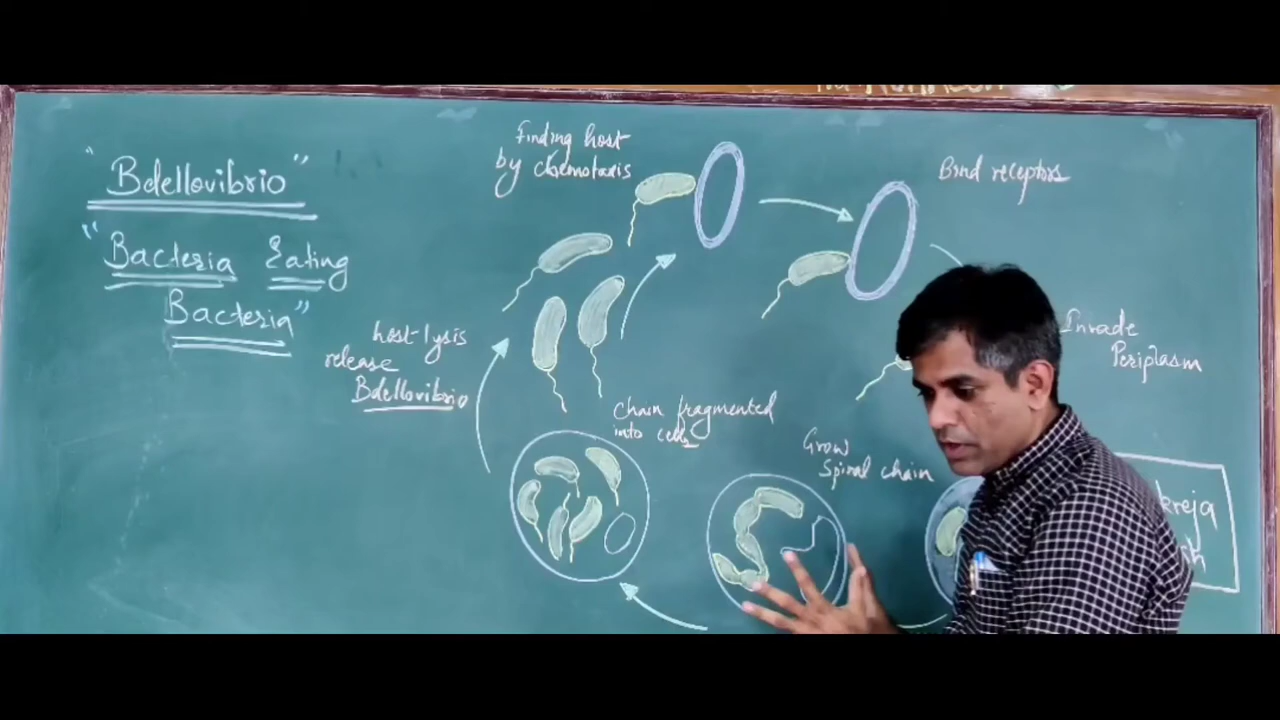 "Bdellovibrio"
"Bacteria Eating
Bacteria"
Finding host
by chemotaxis
Bind receptors
Invade
Periplasm
host lysis
release
Bdellovibrio
Chain fragmented
into cells
Grow
Spiral chain